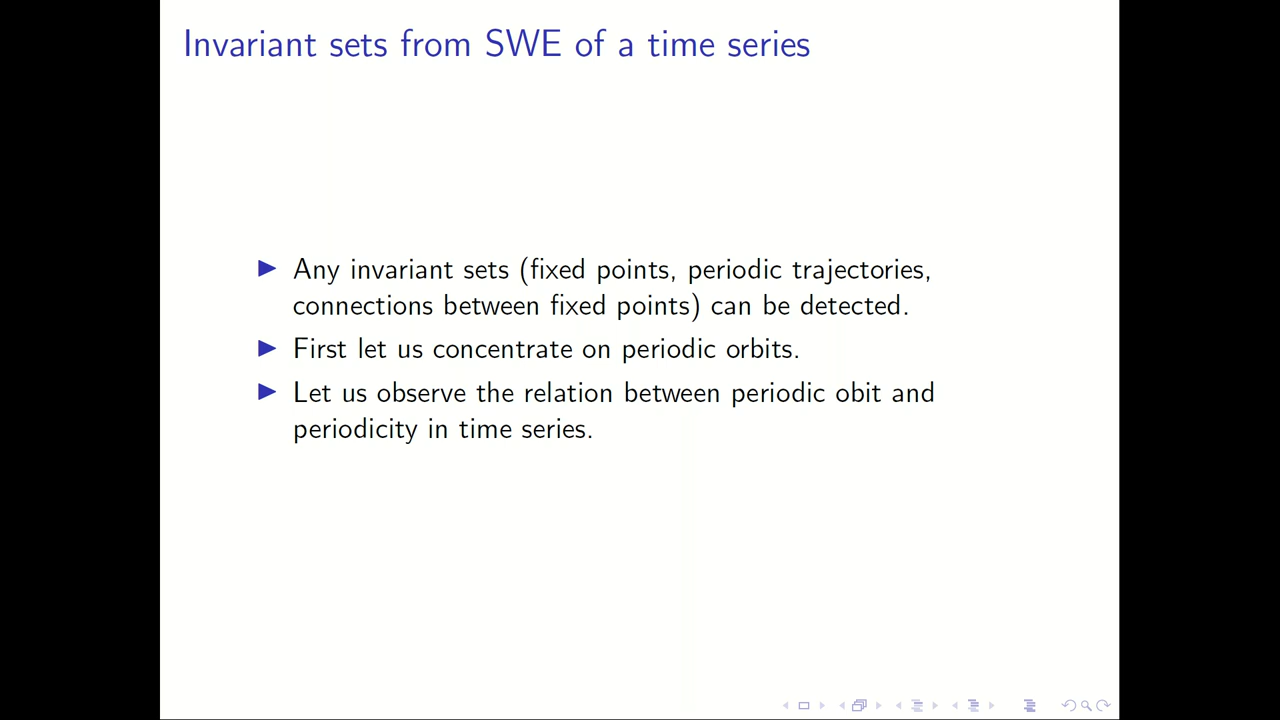 Invariant sets from SWE of a time series
Any invariant sets (fixed points, periodic trajectories,
connections between fixed points) can be detected.
First let us concentrate on periodic orbits.
Let us observe the relation between periodic obit and
periodicity in time series.